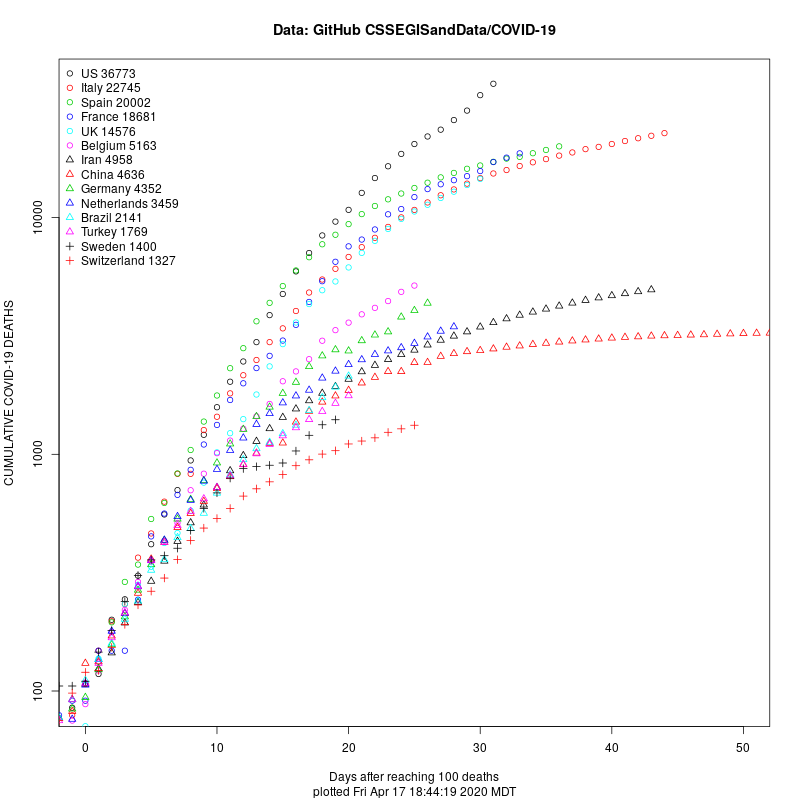 Data: GitHub CSSEGISandData/COVID-19
US 36773
Italy 22745
Spain 20002
France 18681
UK 14576
Belgium 5163
Iran 4958
China 4636
Germany 4352
Netherlands 3459
Brazil 2141
Turkey 1769
Sweden 1400
Switzerland 1327
CUMULATIVE COVID-19 DEATHS
10000
1000
100
0 10 20 30 40 50
Days after reaching 100 deaths
plotted Fri Apr 17 18:44:19 2020 MDT